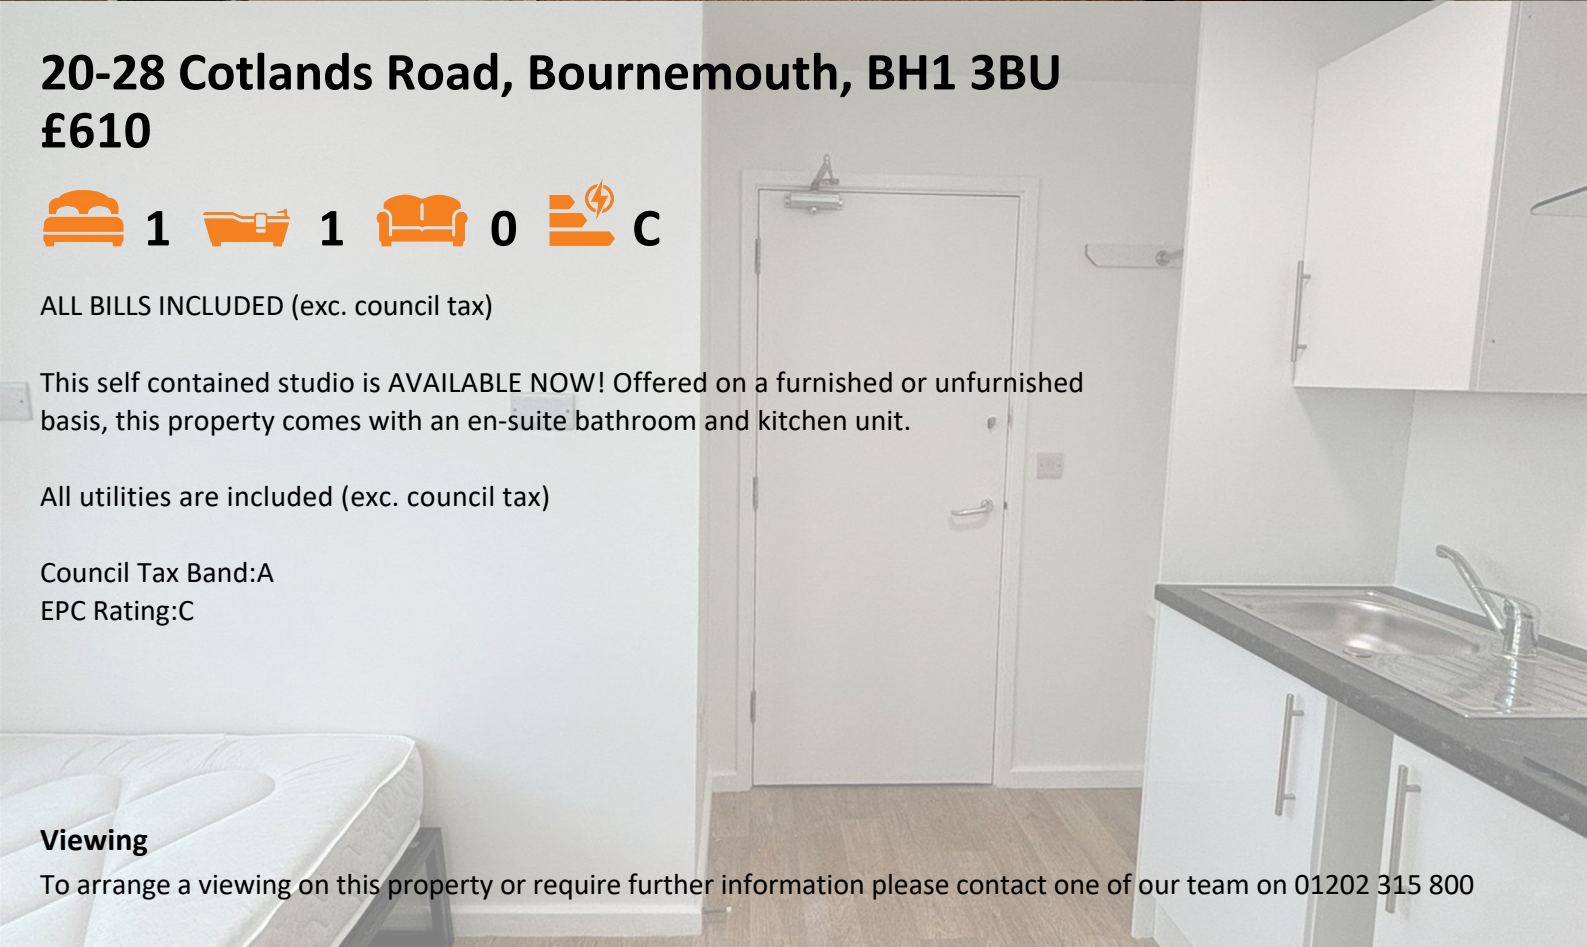 20-28 Cotlands Road, Bournemouth, BH1 3BU
£610
1 1 0 C
ALL BILLS INCLUDED (exc. council tax)
This self contained studio is AVAILABLE NOW! Offered on a furnished or unfurnished
basis, this property comes with an en-suite bathroom and kitchen unit.
All utilities are included (exc. council tax)
Council Tax Band:A
EPC Rating:C
Viewing
To arrange a viewing on this property or require further information please contact one of our team on 01202 315 800